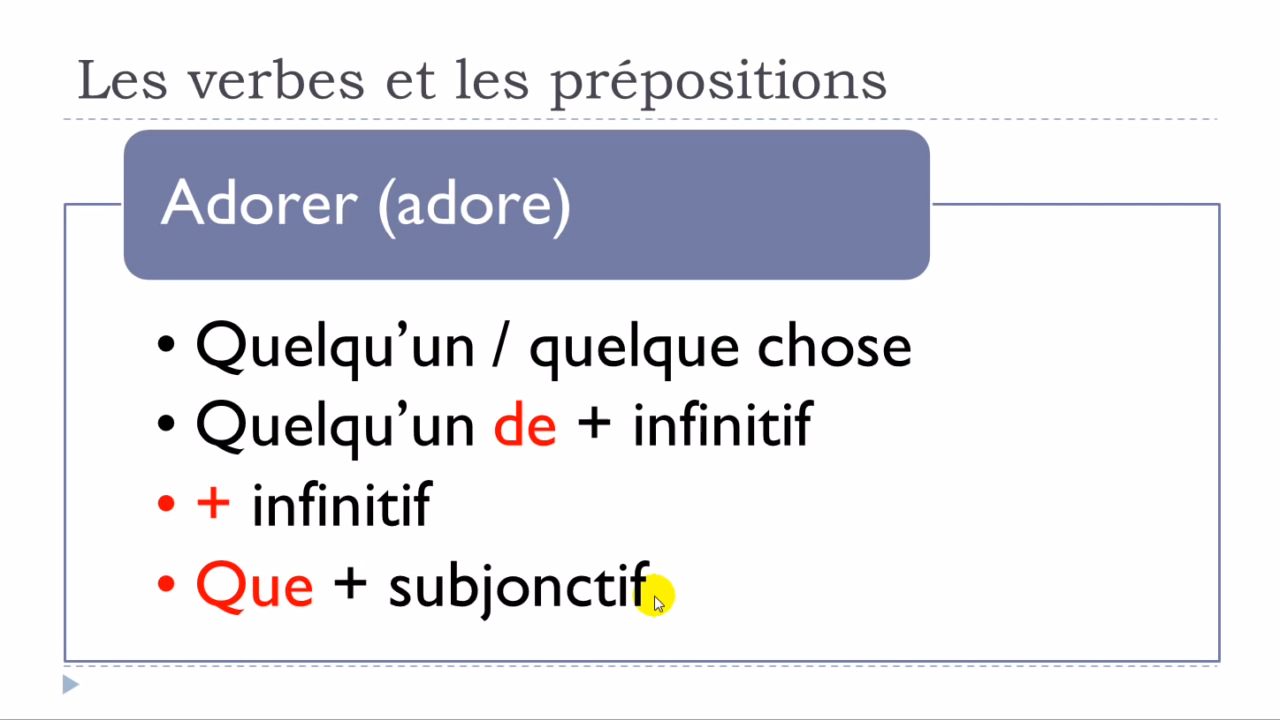 Les verbes et les prépositions
Adorer (adore)
• Quelqu’un / quelque chose
• Quelqu’un de + infinitif
• + infinitif
• Que + subjonctif